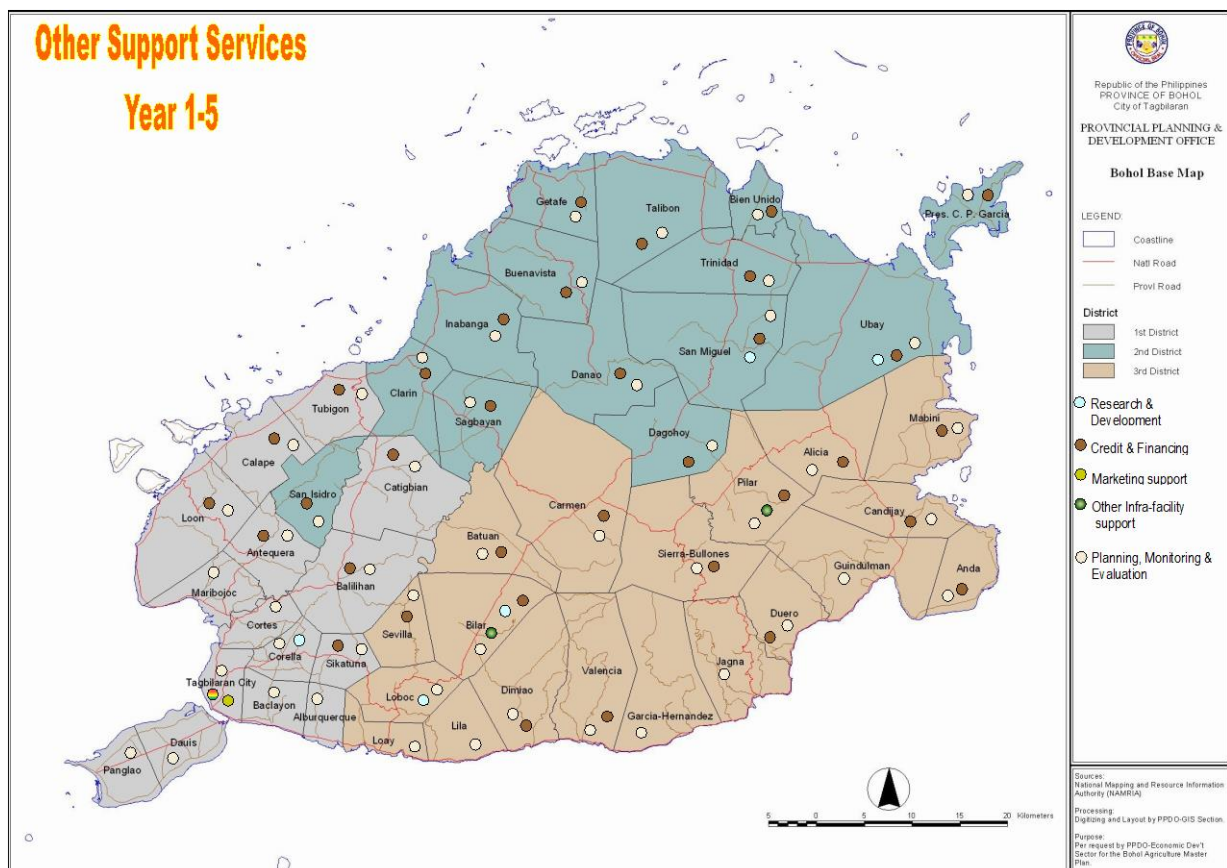 Other Support Services
Year 1-5
PROVINCE OF BOHOL
OFFICIAL SEAL
Republic of the Philippines
PROVINCE OF BOHOL
City of Tagbilaran
PROVINCIAL PLANNING &
DEVELOPMENT OFFICE
Bohol Base Map
LEGEND:
Coastline
Natl Road
Provl Road
District
1st District
2nd District
3rd District
Research &
Development
Credit & Financing
Marketing support
Other Infra-facility
support
Planning, Monitoring &
Evaluation
Sources:
National Mapping and Resource Information
Authority (NAMRIA)
Processing:
Digitizing and Layout by PPDO-GIS Section.
Purpose:
Per request by PPDO-Economic Dev't
Sector for the Bohol Agriculture Master
Plan.
Getafe
Talibon
Bien Unido
Pres. C. P. Garcia
Buenavista
Trinidad
Inabanga
Ubay
San Miguel
Danao
Clarin
Tubigon
Sagbayan
Mabini
Dagohoy
Calape
Alicia
San Isidro
Catigbian
Pilar
Loon
Carmen
Candijay
Antequera
Batuan
Sierra-Bullones
Guindulman
Anda
Balilihan
Maribojoc
Duero
Cortes
Sevilla
Bilar
Corella
Sikatuna
Valencia
Jagna
Tagbilaran City
Baclayon
Alburquerque
Loboc
Dimiao
Garcia-Hernandez
Lila
Loay
Dauis
Panglao
5 0 5 10 15 20 Kilometers